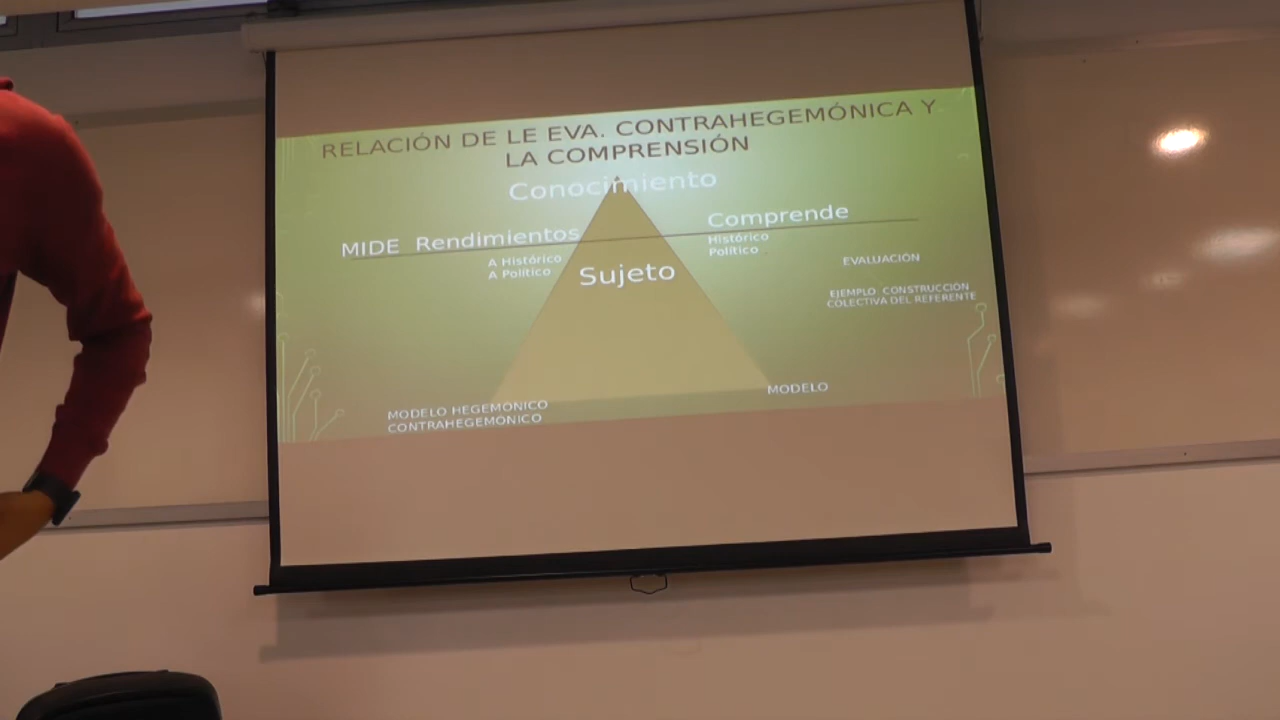 RELACIÓN DE LE EVA. CONTRAHEGEMÓNICA Y
LA COMPRENSIÓN
Conocimiento
MIDE Rendimientos
A Histórico
A Político
Sujeto
Comprende
Histórico
Político
EVALUACIÓN
EJEMPLO CONSTRUCCIÓN
COLECTIVA DEL REFERENTE
MODELO HEGEMONICO
CONTRAHEGEMONICO
MODELO